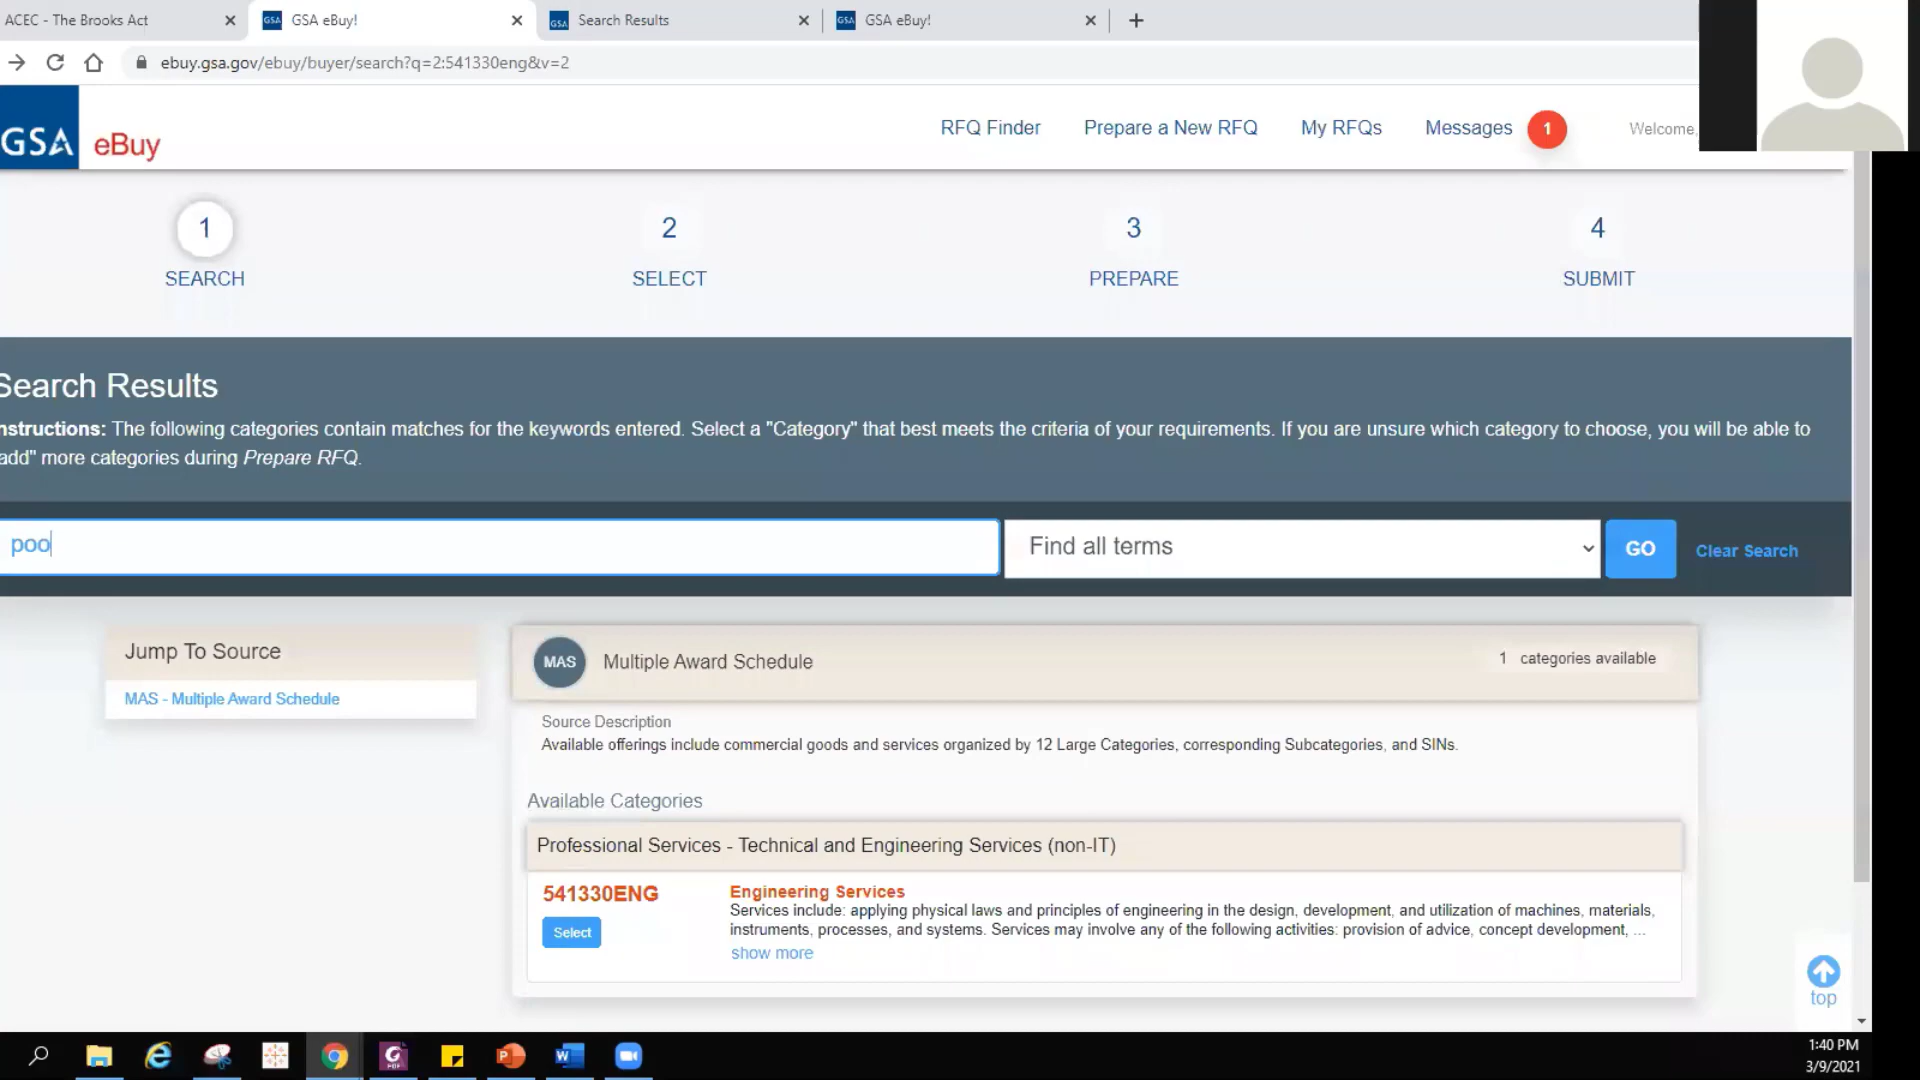 ACEC - The Brooks Act
GSA eBuy!
Search Results
GSA eBuy!
ebuy.gsa.gov/ebuy/buyer/search?q=2:541330eng&v=2
GSA eBuy
RFQ Finder
Prepare a New RFQ
My RFQs
Messages
1
Welcome,
1
SEARCH
2
SELECT
3
PREPARE
4
SUBMIT
Search Results
nstructions: The following categories contain matches for the keywords entered. Select a "Category" that best meets the criteria of your requirements. If you are unsure which category to choose, you will be able to
add" more categories during Prepare RFQ.
poo
Find all terms
GO
Clear Search
Jump To Source
MAS - Multiple Award Schedule
MAS
Multiple Award Schedule
1 categories available
Source Description
Available offerings include commercial goods and services organized by 12 Large Categories, corresponding Subcategories, and SINs.
Available Categories
Professional Services - Technical and Engineering Services (non-IT)
541330ENG
Select
Engineering Services
Services include: applying physical laws and principles of engineering in the design, development, and utilization of machines, materials,
instruments, processes, and systems. Services may involve any of the following activities: provision of advice, concept development, ...
show more
top
1:40 PM
3/9/2021